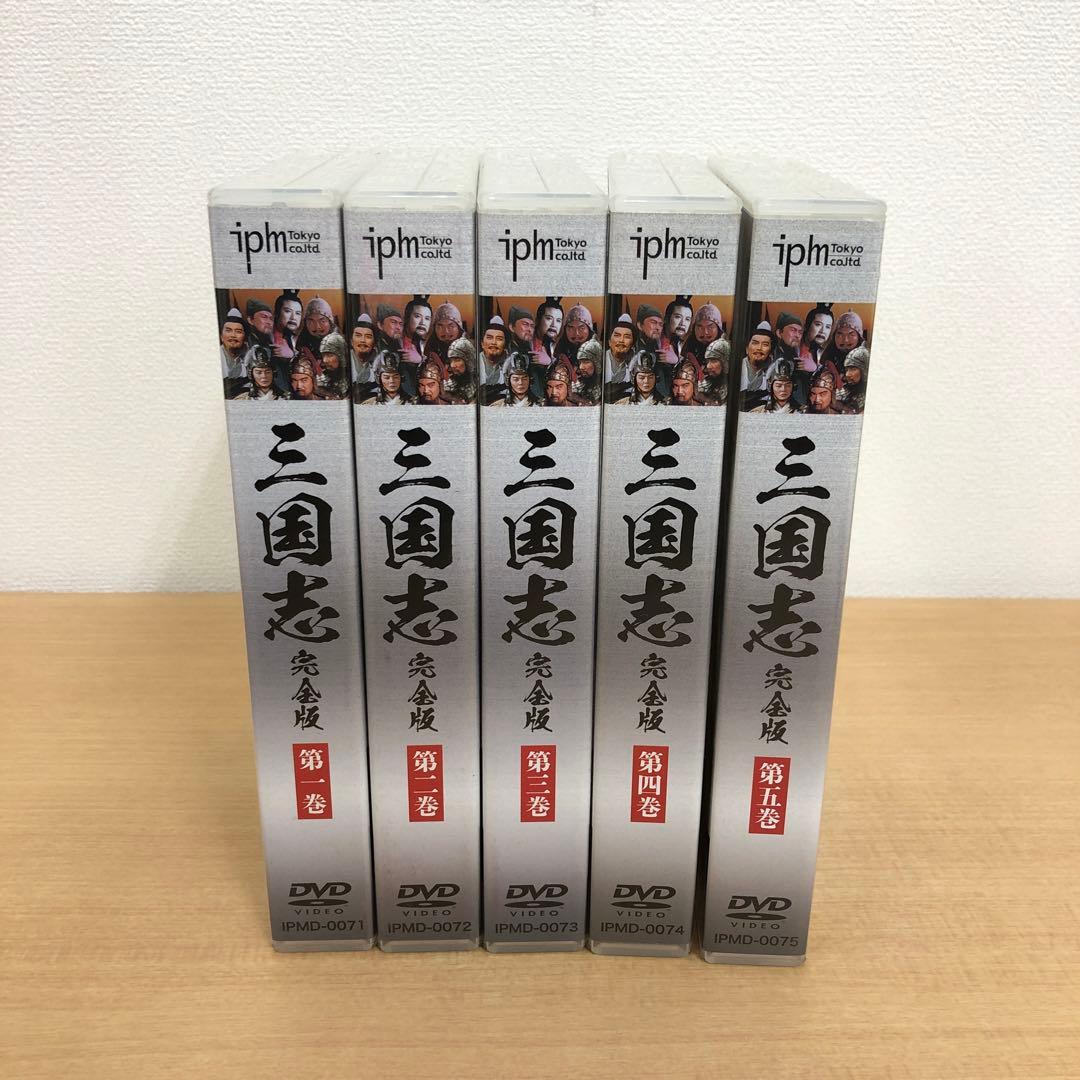 ipm Tokyo co.ltd.
三国志
完全版
第一巻
DVD
VIDEO
IPMD-0071
ipm Tokyo co.ltd.
三国志
完全版
第二巻
DVD
VIDEO
IPMD-0072
ipm Tokyo co.ltd.
三国志
完全版
第三巻
DVD
VIDEO
IPMD-0073
ipm Tokyo co.ltd.
三国志
完全版
第四巻
DVD
VIDEO
IPMD-0074
ipm Tokyo co.ltd.
三国志
完全版
第五巻
DVD
VIDEO
IPMD-0075